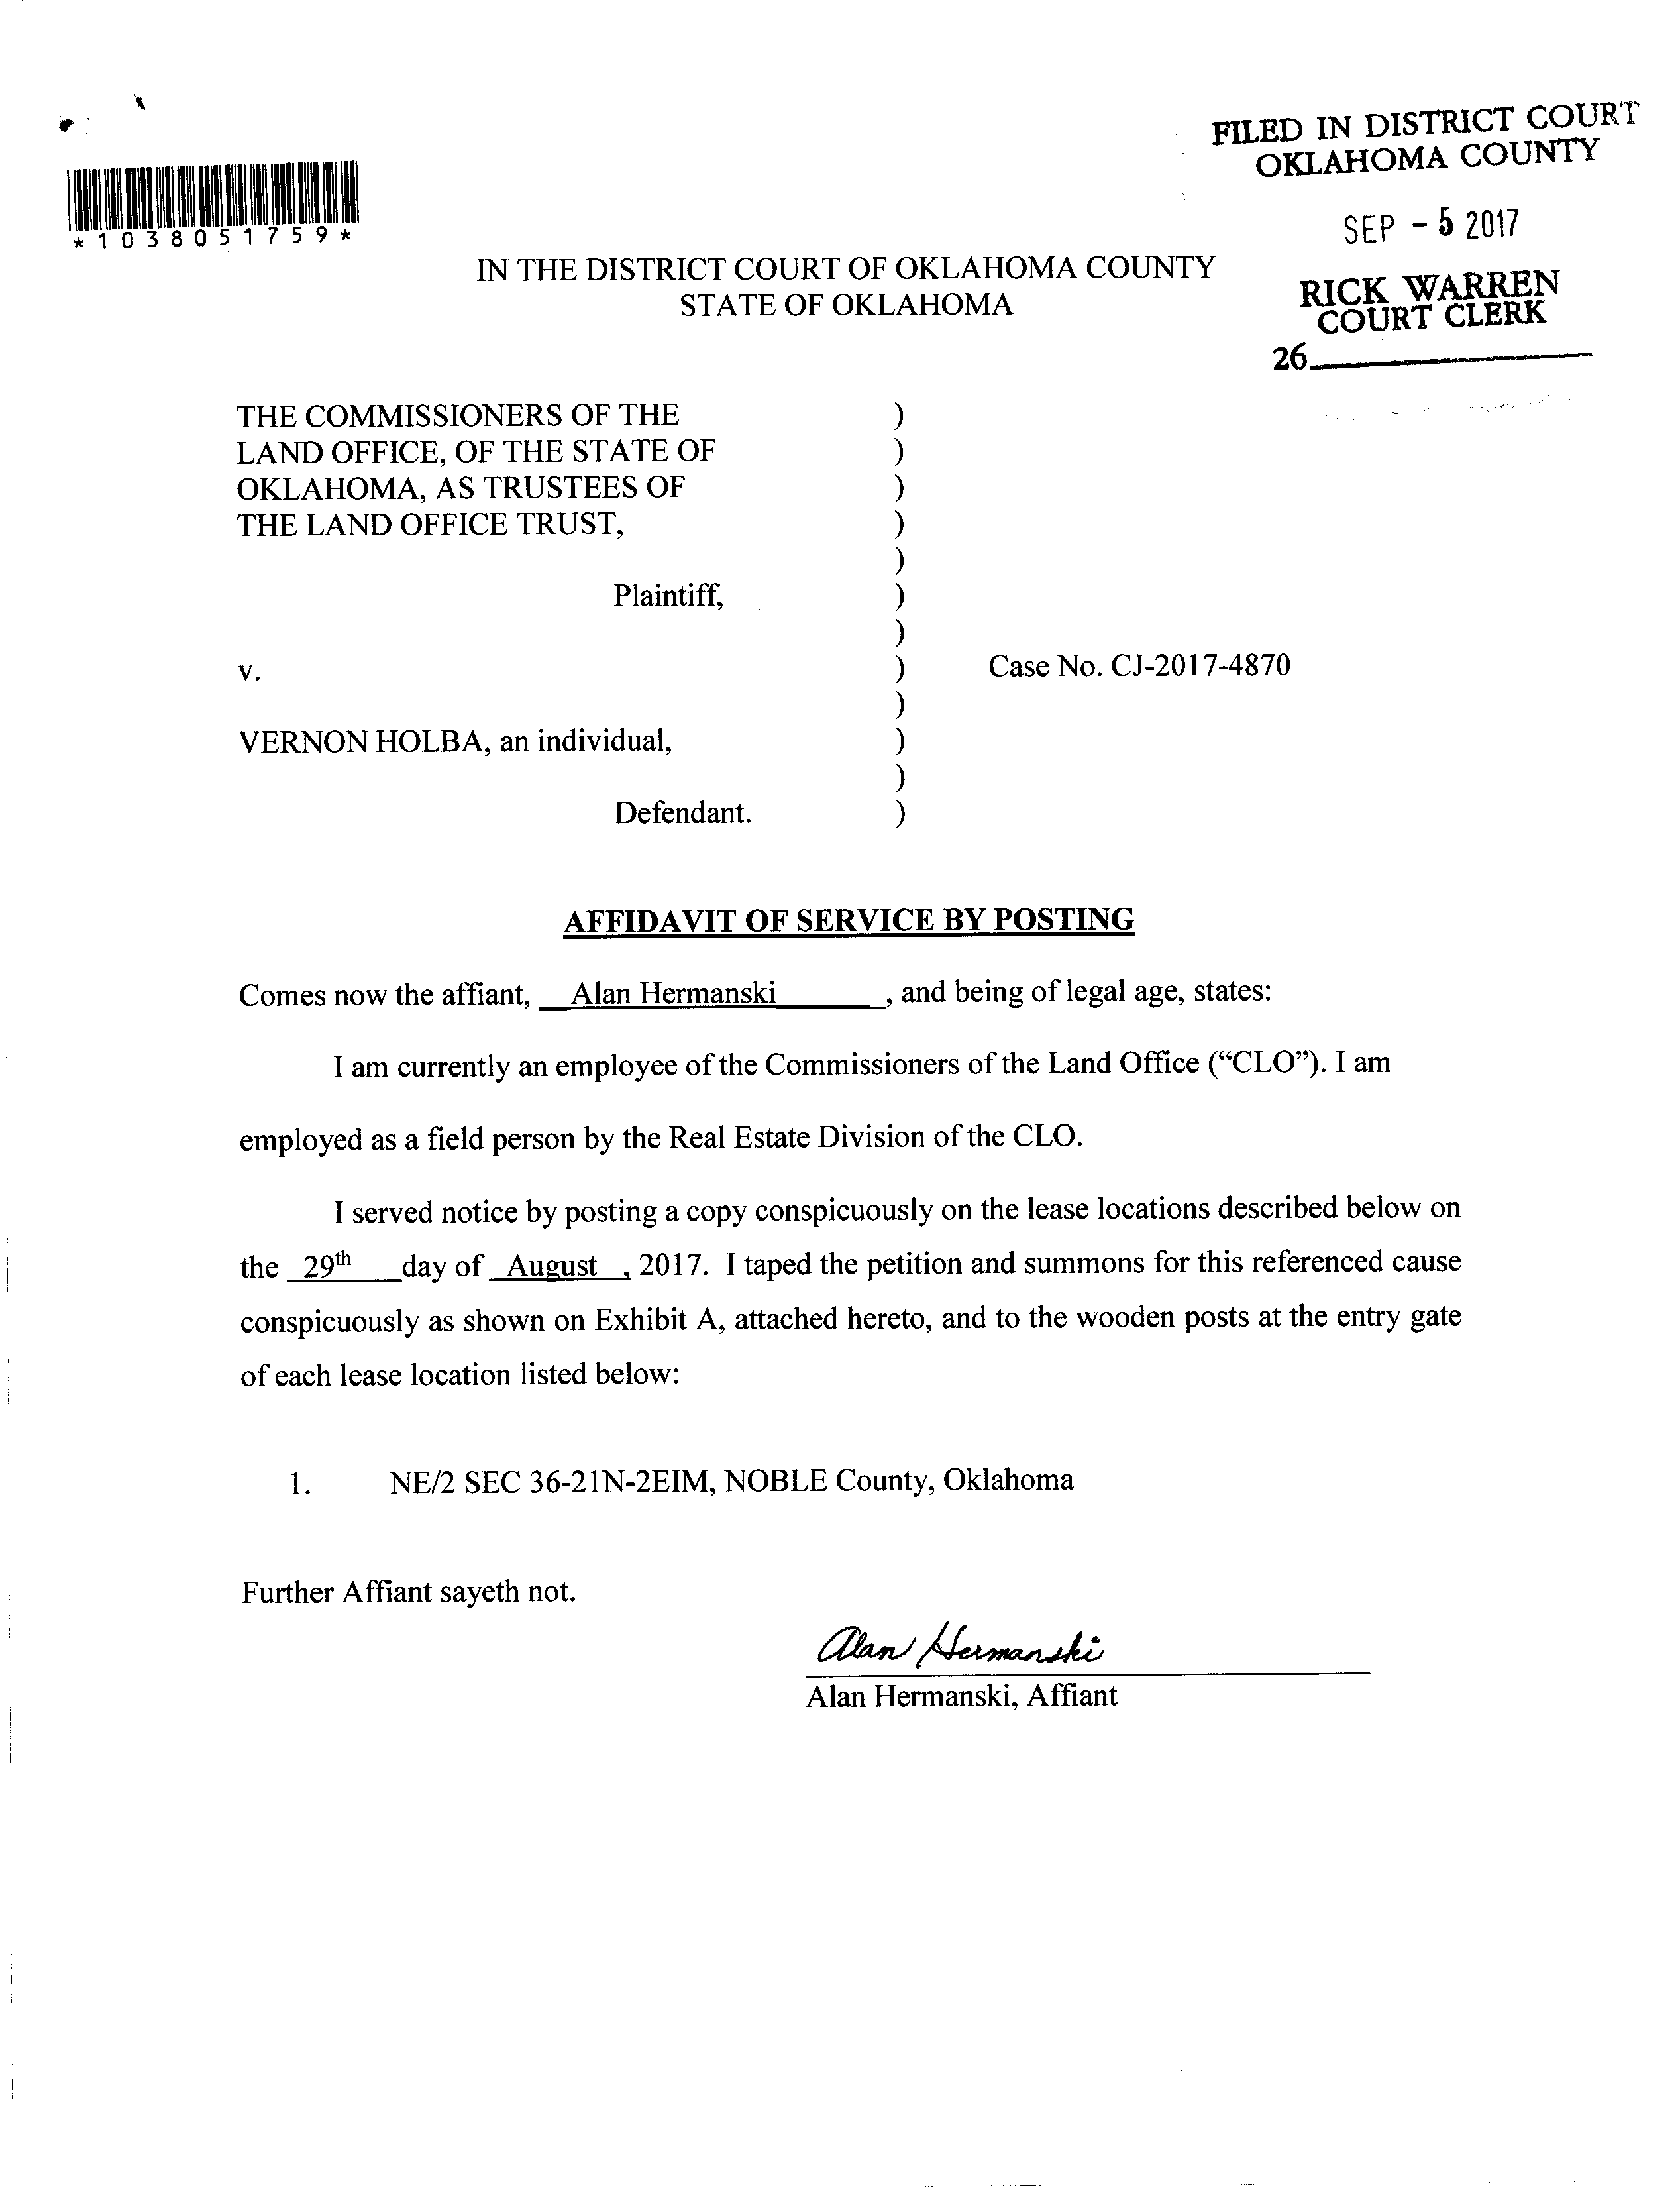 FILED IN DISTRICT COURT
OKLAHOMA COUNTY
SEP - 5 2017
RICK WARREN
COURT CLERK
26
*1038051759*
IN THE DISTRICT COURT OF OKLAHOMA COUNTY
STATE OF OKLAHOMA
THE COMMISSIONERS OF THE )
LAND OFFICE, OF THE STATE OF )
OKLAHOMA, AS TRUSTEES OF )
THE LAND OFFICE TRUST, )
)
Plaintiff, )
)
v. ) Case No. CJ-2017-4870
)
VERNON HOLBA, an individual, )
)
Defendant. )
AFFIDAVIT OF SERVICE BY POSTING
Comes now the affiant, Alan Hermanski, and being of legal age, states:
I am currently an employee of the Commissioners of the Land Office (“CLO”). I am
employed as a field person by the Real Estate Division of the CLO.
I served notice by posting a copy conspicuously on the lease locations described below on
the 29th day of August, 2017. I taped the petition and summons for this referenced cause
conspicuously as shown on Exhibit A, attached hereto, and to the wooden posts at the entry gate
of each lease location listed below:
1. NE/2 SEC 36-21N-2EIM, NOBLE County, Oklahoma
Further Affiant sayeth not.
Alan Hermanski
Alan Hermanski, Affiant